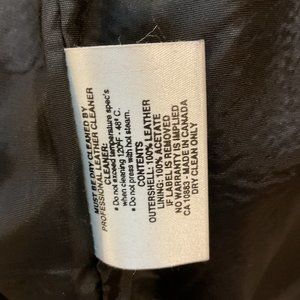 MUST BE DRY CLEANED BY
PROFESSIONAL LEATHER CLEANER
CLEANER:
* Do not exceed temperature spec's
when cleaning 120°F - 48° C.
* Do not press with hot steam.
CONTENTS
OUTERSHELL: 100% LEATHER
LINING: 100% ACETATE
IF LABEL IS REMOVED
NO WARRANTY IS IMPLIED
CA 10983 - MADE IN CANADA
DRY CLEAN ONLY